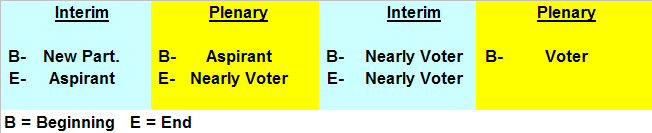 Interim Plenary Interim Plenary
B- New Part. B- Aspirant B- Nearly Voter B- Voter
E- Aspirant E- Nearly Voter E- Nearly Voter
B = Beginning E = End